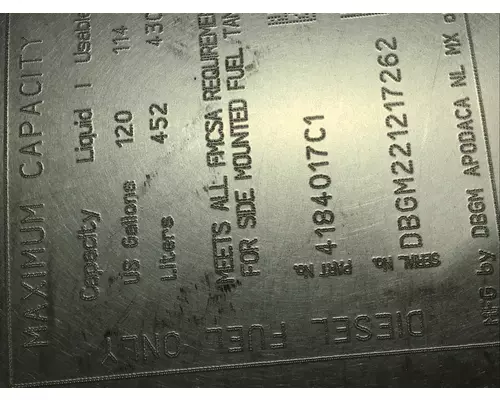 MAXIMUM CAPACITY
Capacity Liquid | Usable
US Gallons 120 114
Liters 452 430
MEETS ALL FMCSA REQUIREMEN
FOR SIDE MOUNTED FUEL TAN
PART № 4184017C1
SERIAL № DBGM221217262
MFG by DBGM APODACA NL MX
DIESEL FUEL ONLY